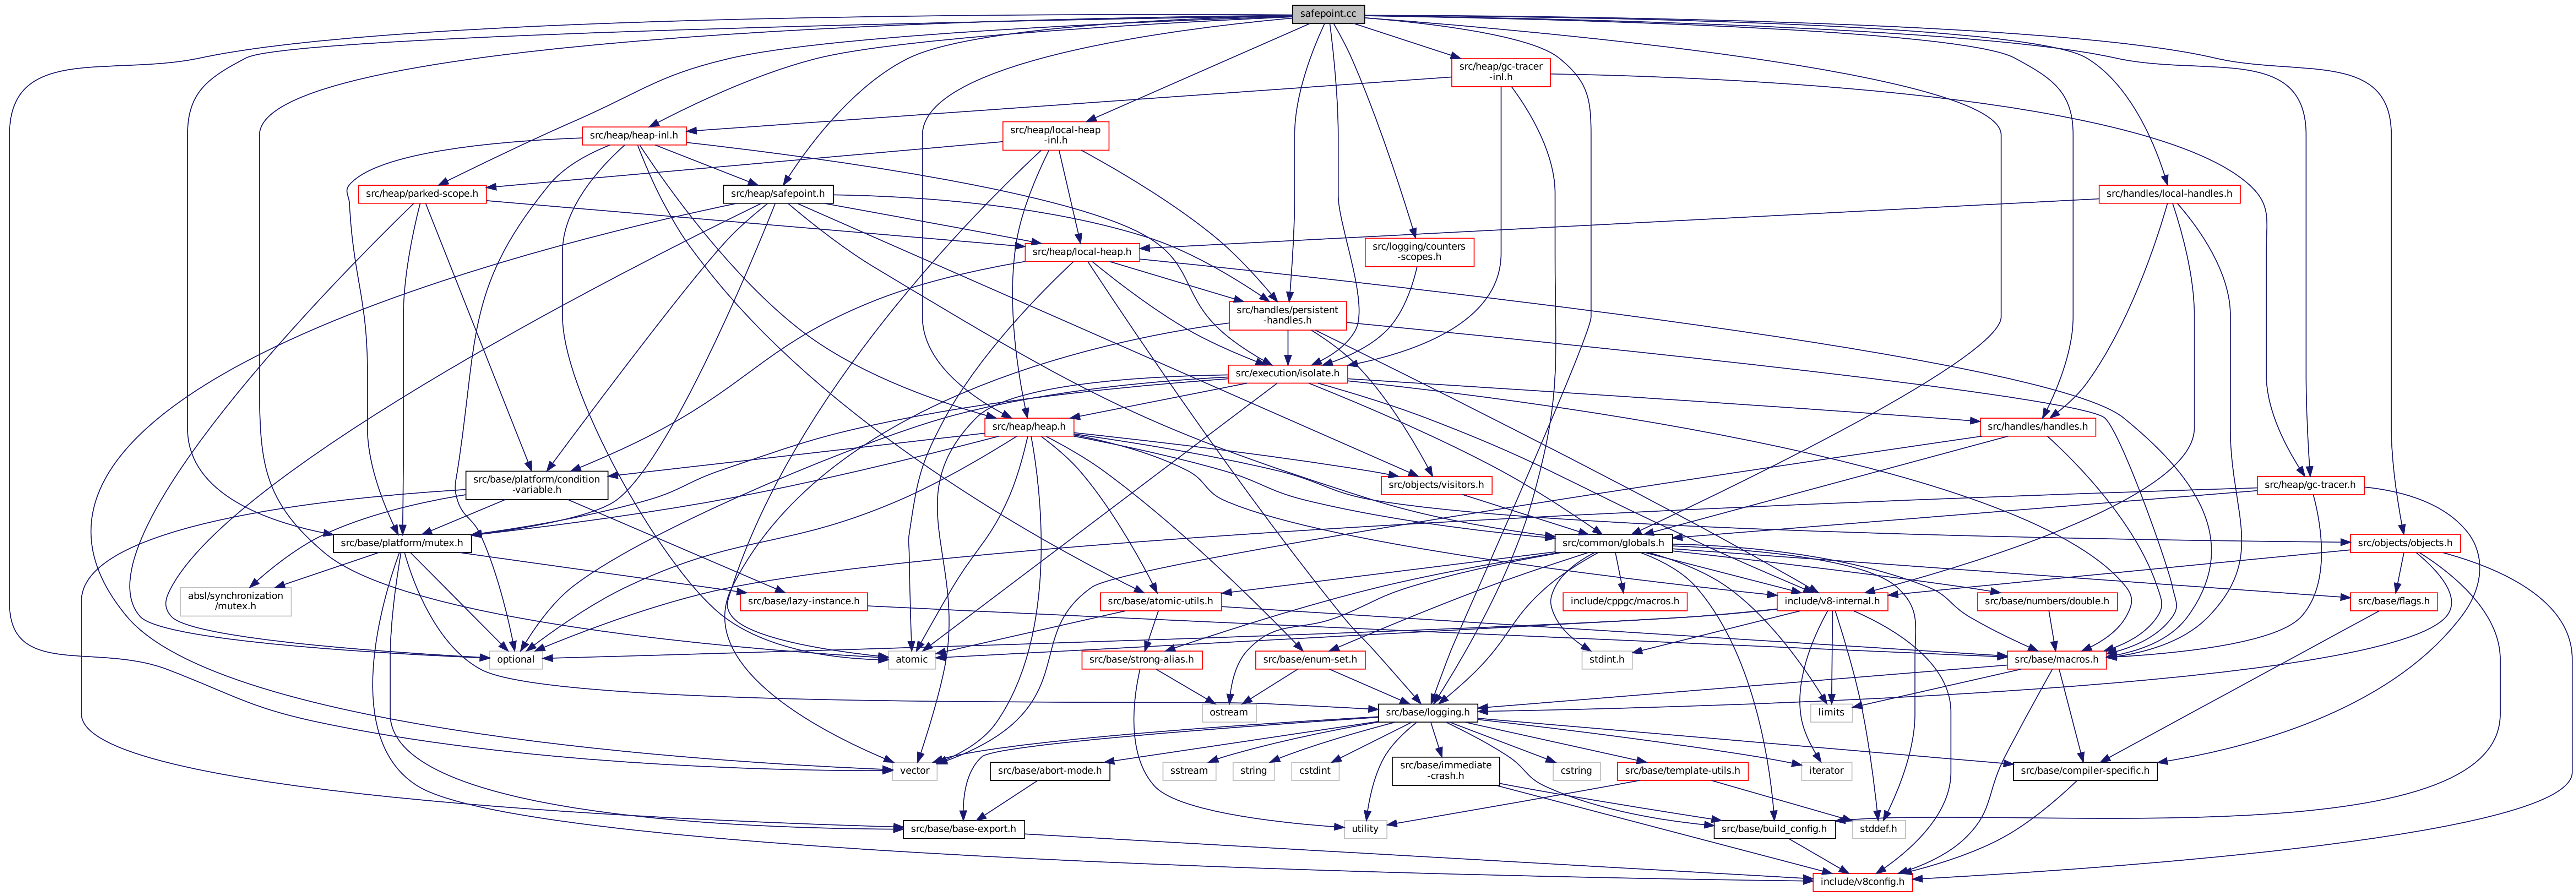 safepoint.cc
src/heap/gc-tracer
-inl.h
src/heap/heap-inl.h
src/heap/local-heap
-inl.h
src/heap/parked-scope.h
src/heap/safepoint.h
src/handles/local-handles.h
src/heap/local-heap.h
src/logging/counters
-scopes.h
src/handles/persistent
-handles.h
src/execution/isolate.h
src/heap/heap.h
src/handles/handles.h
src/base/platform/condition
-variable.h
src/objects/visitors.h
src/heap/gc-tracer.h
src/base/platform/mutex.h
src/common/globals.h
src/objects/objects.h
absl/synchronization
/mutex.h
src/base/lazy-instance.h
src/base/atomic-utils.h
include/cppgc/macros.h
include/v8-internal.h
src/base/numbers/double.h
src/base/flags.h
optional
atomic
src/base/strong-alias.h
src/base/enum-set.h
stdint.h
src/base/macros.h
ostream
src/base/logging.h
limits
vector
src/base/abort-mode.h
sstream
string
cstdint
src/base/immediate
-crash.h
cstring
src/base/template-utils.h
iterator
src/base/compiler-specific.h
src/base/base-export.h
utility
src/base/build_config.h
stddef.h
include/v8config.h